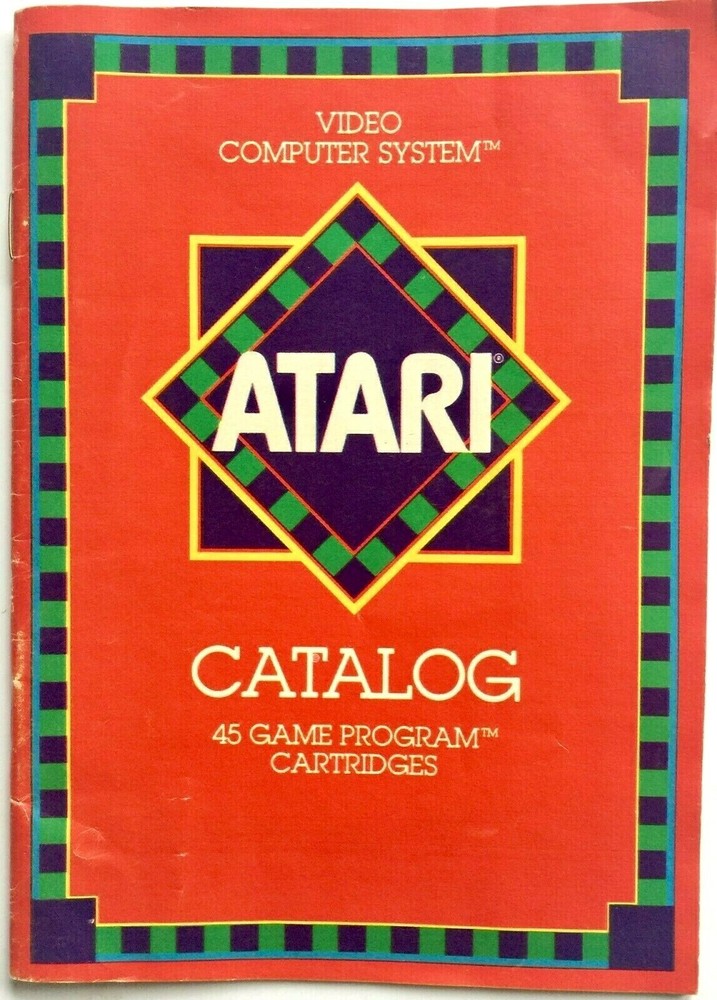 VIDEO
COMPUTER SYSTEM™
ATARI®
CATALOG
45 GAME PROGRAM™
CARTRIDGES